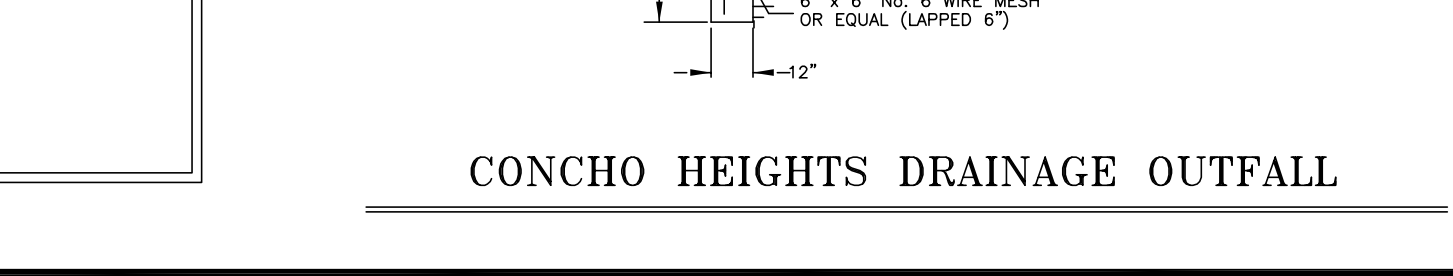 6" x 6" No. 6 WIRE MESH
OR EQUAL (LAPPED 6")
12"
CONCHO HEIGHTS DRAINAGE OUTFALL